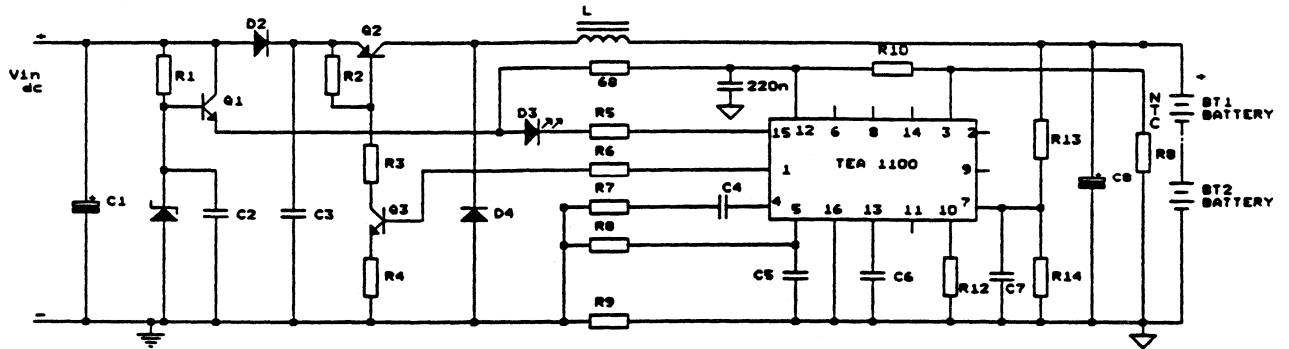 L
D2
Q2
+
R10
Vin
dc
R1
R2
68
220n
+
Q1
D3
R5
NTC
BT1
BATTERY
15 12 6 8 14 3 2
R13
R3
R6
TEA 1100
R8
1
9
+
C1
C2
C3
Q3
D4
R7
C4
4
5 16 13 11 10 7
+
C8
BT2
BATTERY
R8
R4
C5
C6
R12
C7
R14
R9
-